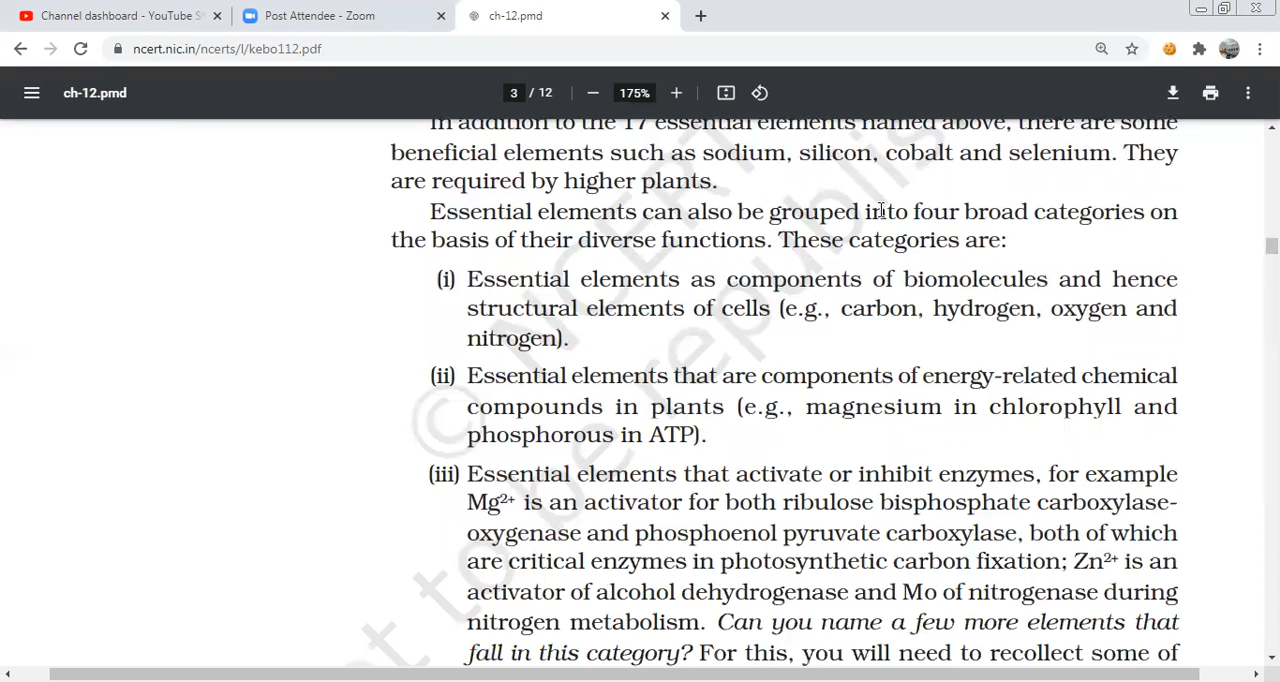 Channel dashboard - YouTube S
Post Attendee - Zoom
ch-12.pmd
ncert.nic.in/ncerts/l/kebo112.pdf
ch-12.pmd
3 / 12
175%
In addition to the 17 essential elements named above, there are some
beneficial elements such as sodium, silicon, cobalt and selenium. They
are required by higher plants.
Essential elements can also be grouped into four broad categories on
the basis of their diverse functions. These categories are:
(i) Essential elements as components of biomolecules and hence
structural elements of cells (e.g., carbon, hydrogen, oxygen and
nitrogen).
(ii) Essential elements that are components of energy-related chemical
compounds in plants (e.g., magnesium in chlorophyll and
phosphorous in ATP).
(iii) Essential elements that activate or inhibit enzymes, for example
Mg²⁺ is an activator for both ribulose bisphosphate carboxylase-
oxygenase and phosphoenol pyruvate carboxylase, both of which
are critical enzymes in photosynthetic carbon fixation; Zn²⁺ is an
activator of alcohol dehydrogenase and Mo of nitrogenase during
nitrogen metabolism. Can you name a few more elements that
fall in this category? For this, you will need to recollect some of
© NCERT
not to be republis